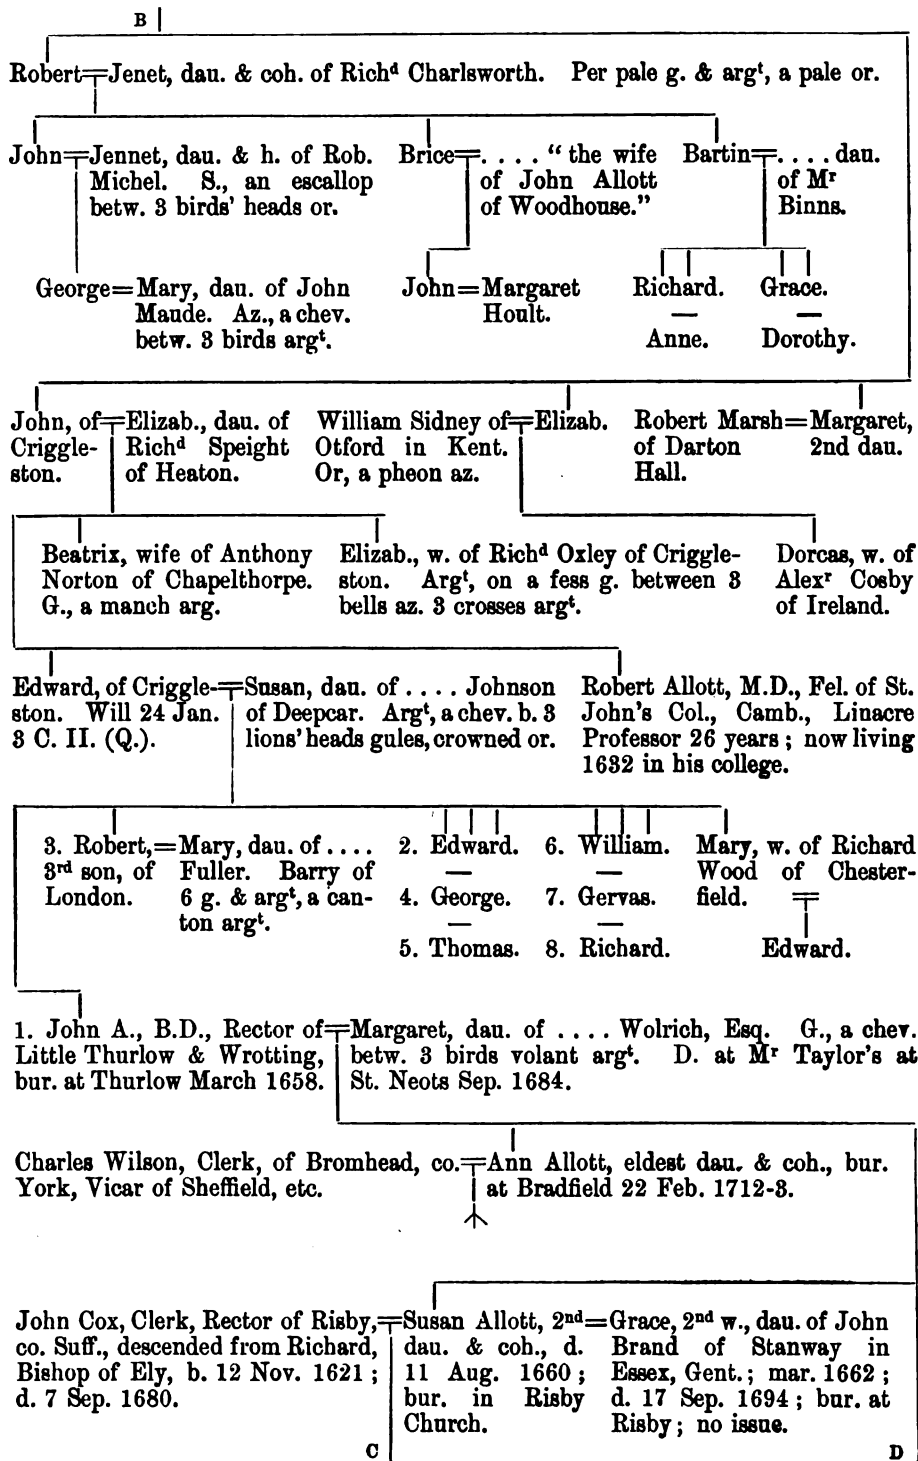 B
Robert=Jenet, dau. & coh. of Richd Charlsworth. Per pale g. & argt, a pale or.
John=Jennet, dau. & h. of Rob.
Michel. S., an escallop
betw. 3 birds' heads or.
Brice=. . . . "the wife
of John Allott
of Woodhouse."
Bartin=. . . . dau.
of Mr
Binns.
George=Mary, dau. of John
Maude. Az., a chev.
betw. 3 birds argt.
John=Margaret
Hoult.
Richard.
—
Anne.
Grace.
—
Dorothy.
John, of=Elizab., dau. of
Criggle- Richd Speight
ston. of Heaton.
William Sidney of=Elizab.
Otford in Kent.
Or, a pheon az.
Robert Marsh=Margaret,
of Darton 2nd dau.
Hall.
Beatrix, wife of Anthony
Norton of Chapelthorpe.
G., a manch arg.
Elizab., w. of Richd Oxley of Criggle-
ston. Argt, on a fess g. between 3
bells az. 3 crosses argt.
Dorcas, w. of
Alexr Cosby
of Ireland.
Edward, of Criggle-=Susan, dau. of . . . . Johnson
ston. Will 24 Jan. of Deepcar. Argt, a chev. b. 3
3 C. II. (Q.). lions' heads gules, crowned or.
Robert Allott, M.D., Fel. of St.
John's Col., Camb., Linacre
Professor 26 years; now living
1632 in his college.
3. Robert,=Mary, dau. of . . . .
3rd son, of Fuller. Barry of
London. 6 g. & argt, a can-
ton argt.
2. Edward.
—
4. George.
—
5. Thomas.
6. William.
—
7. Gervas.
—
8. Richard.
Mary, w. of Richard
Wood of Chester-
field. =
Edward.
1. John A., B.D., Rector of=Margaret, dau. of . . . . Wolrich, Esq. G., a chev.
Little Thurlow & Wrotting, betw. 3 birds volant argt. D. at Mr Taylor's at
bur. at Thurlow March 1658. St. Neots Sep. 1684.
Charles Wilson, Clerk, of Bromhead, co.=Ann Allott, eldest dau. & coh., bur.
York, Vicar of Sheffield, etc. at Bradfield 22 Feb. 1712-3.
John Cox, Clerk, Rector of Risby,=Susan Allott, 2nd=Grace, 2nd w., dau. of John
co. Suff., descended from Richard, dau. & coh., d. Brand of Stanway in
Bishop of Ely, b. 12 Nov. 1621; 11 Aug. 1660; Essex, Gent.; mar. 1662;
d. 7 Sep. 1680. bur. in Risby d. 17 Sep. 1694; bur. at
Church. Risby; no issue.
C D